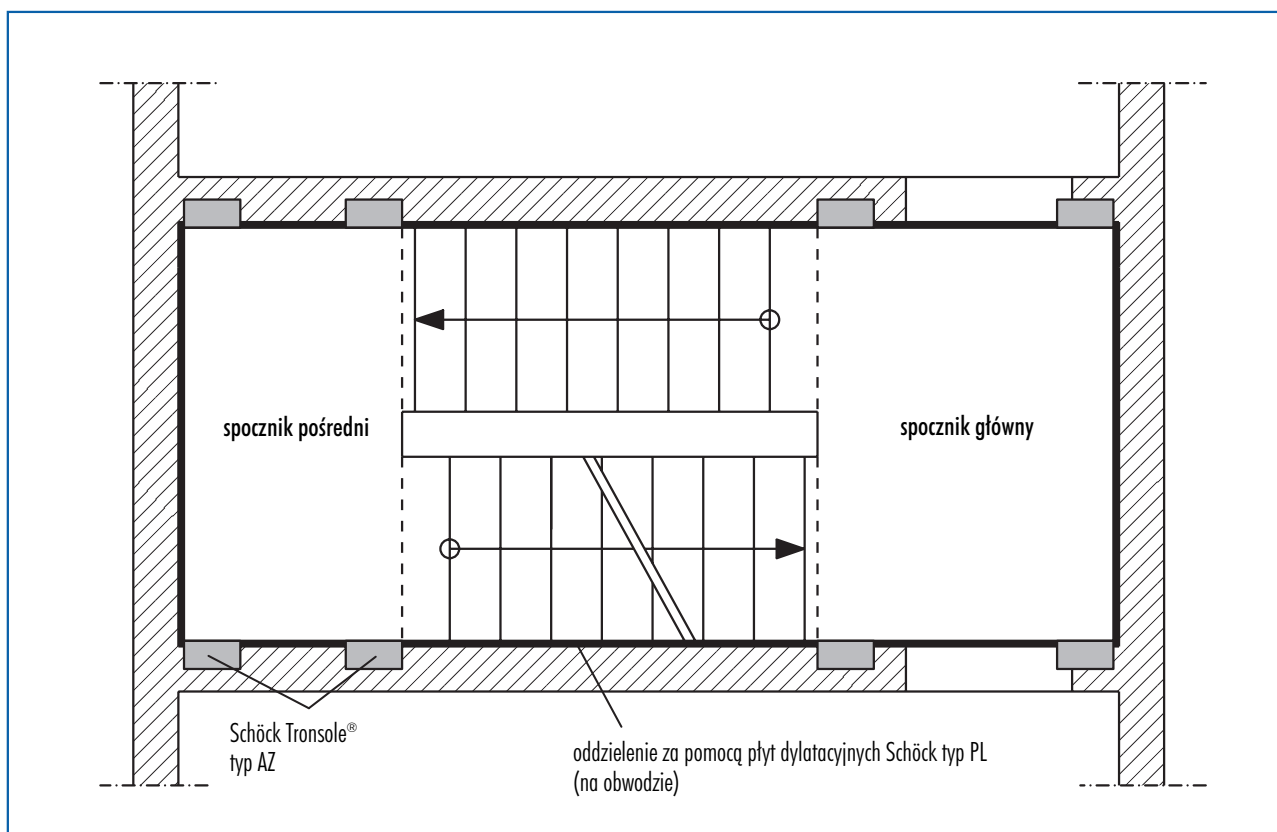 spocznik pośredni
spocznik główny
Schöck Tronsole®
typ AZ
oddzielenie za pomocą płyt dylatacyjnych Schöck typ PL
(na obwodzie)